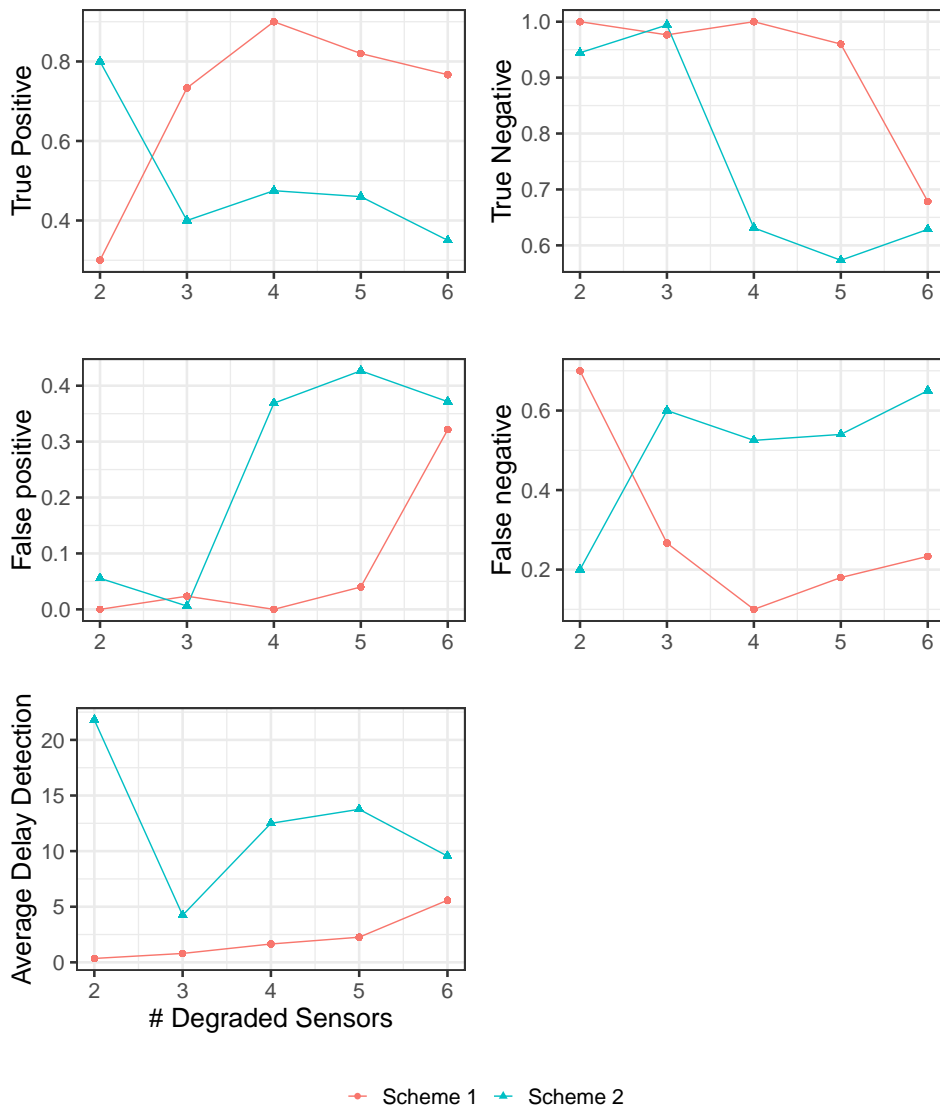 True Positive
0.8
0.6
0.4
2 3 4 5 6
True Negative
1.0
0.9
0.8
0.7
0.6
2 3 4 5 6
False positive
0.4
0.3
0.2
0.1
0.0
2 3 4 5 6
False negative
0.6
0.4
0.2
2 3 4 5 6
Average Delay Detection
20
15
10
5
0
2 3 4 5 6
# Degraded Sensors
Scheme 1 Scheme 2